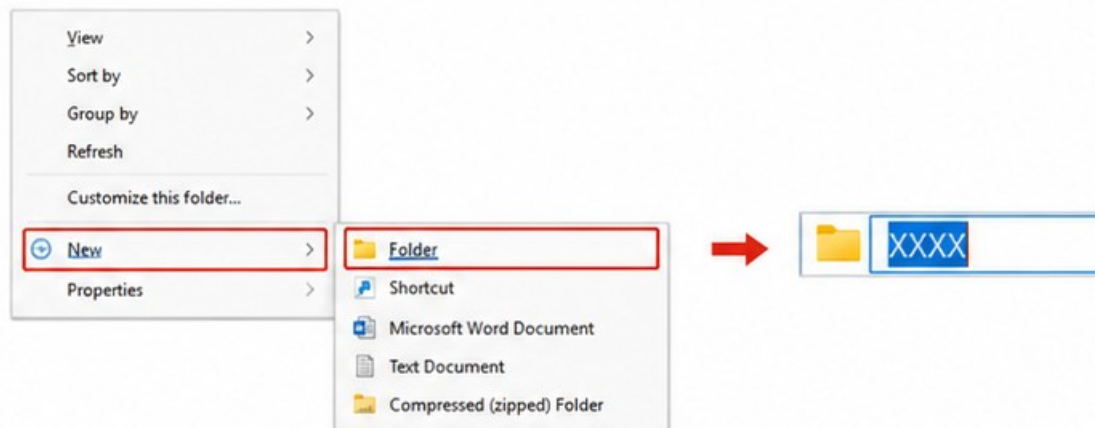 View
Sort by
Group by
Refresh
Customize this folder...
New
Properties
Folder
Shortcut
Microsoft Word Document
Text Document
Compressed (zipped) Folder
XXXX